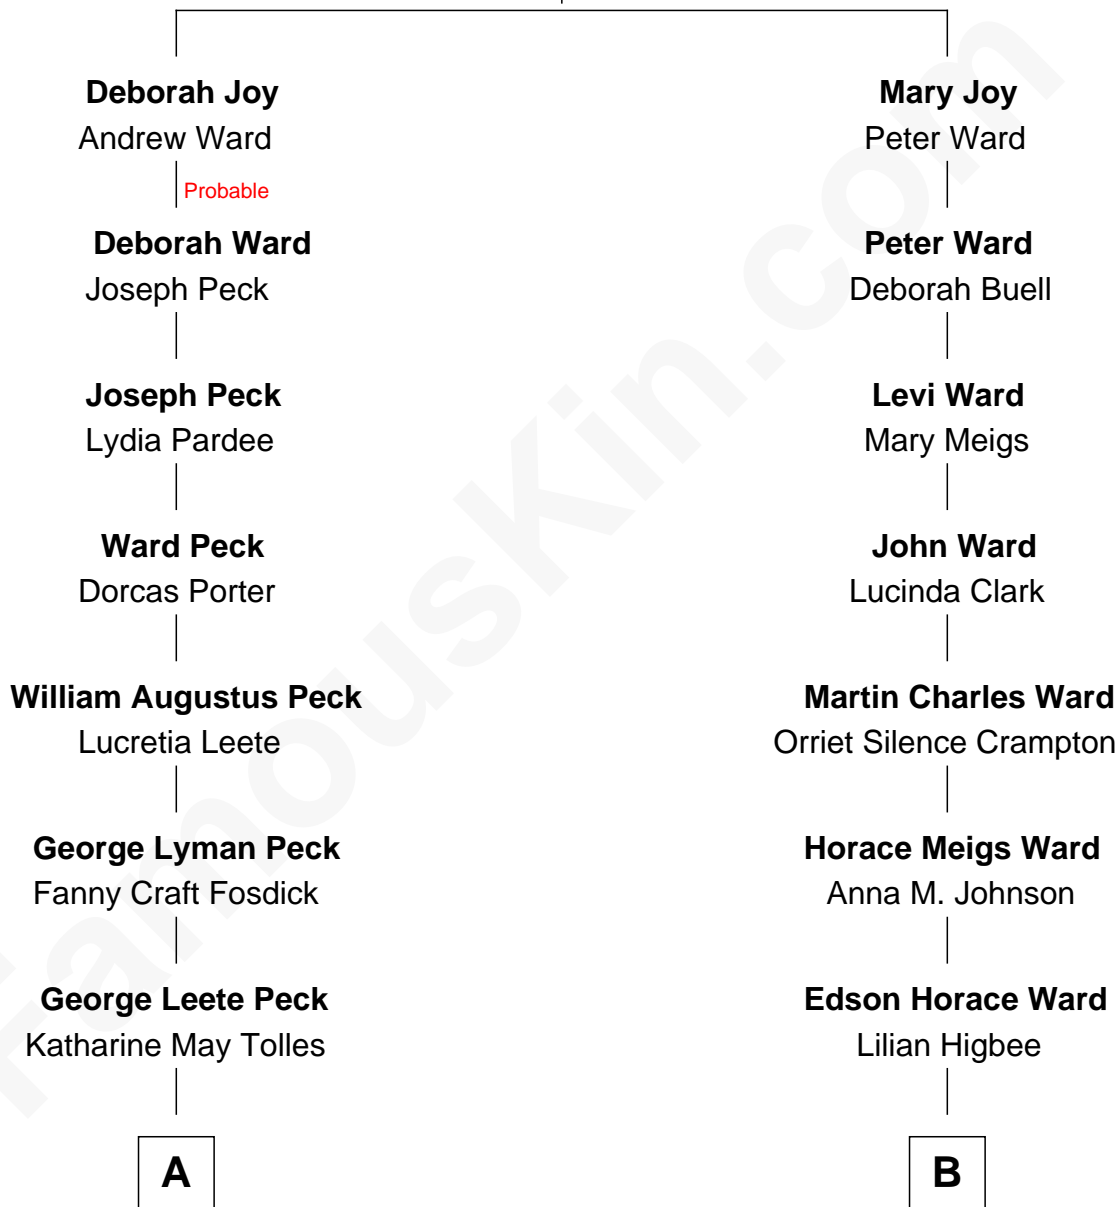 Deborah Joy
Andrew Ward
Probable
Deborah Ward
Joseph Peck
Joseph Peck
Lydia Pardee
Ward Peck
Dorcas Porter
William Augustus Peck
Lucretia Leete
George Lyman Peck
Fanny Craft Fosdick
George Leete Peck
Katharine May Tolles
A
Mary Joy
Peter Ward
Peter Ward
Deborah Buell
Levi Ward
Mary Meigs
John Ward
Lucinda Clark
Martin Charles Ward
Orriet Silence Crampton
Horace Meigs Ward
Anna M. Johnson
Edson Horace Ward
Lilian Higbee
B
FamousKin.com